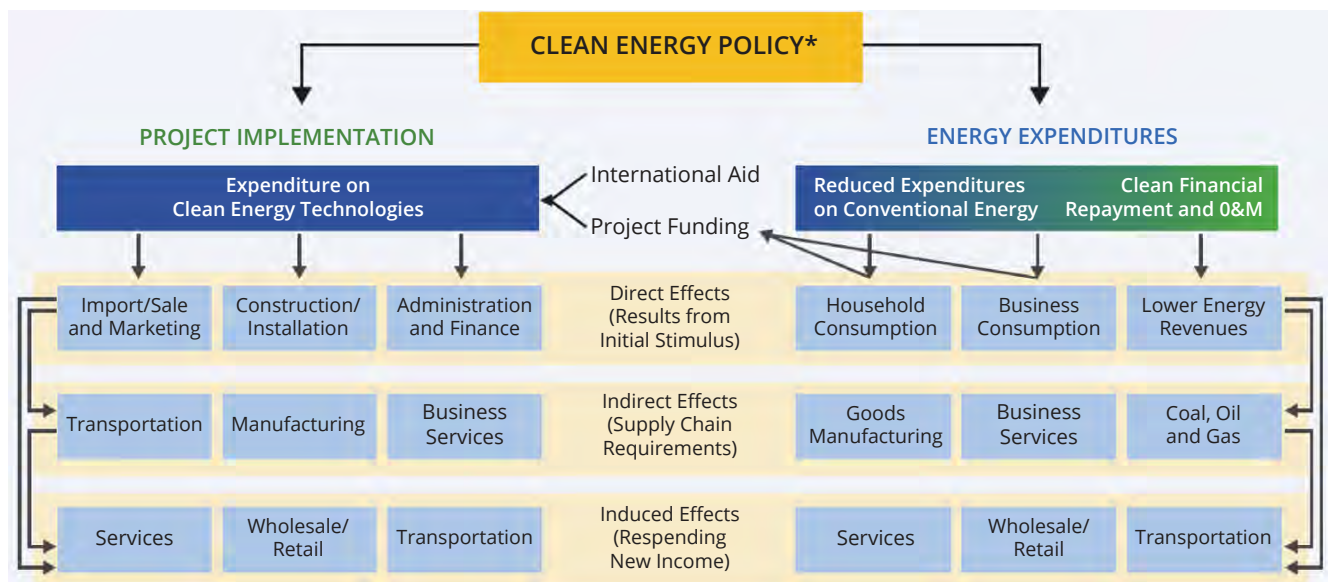 CLEAN ENERGY POLICY*
PROJECT IMPLEMENTATION
ENERGY EXPENDITURES
Expenditure on
Clean Energy Technologies
International Aid
Project Funding
Reduced Expenditures
on Conventional Energy
Clean Financial
Repayment and 0&M
Import/Sale
and Marketing
Construction/
Installation
Administration
and Finance
Direct Effects
(Results from
Initial Stimulus)
Household
Consumption
Business
Consumption
Lower Energy
Revenues
Transportation
Manufacturing
Business
Services
Indirect Effects
(Supply Chain
Requirements)
Goods
Manufacturing
Business
Services
Coal, Oil
and Gas
Services
Wholesale/
Retail
Transportation
Induced Effects
(Respending
New Income)
Services
Wholesale/
Retail
Transportation